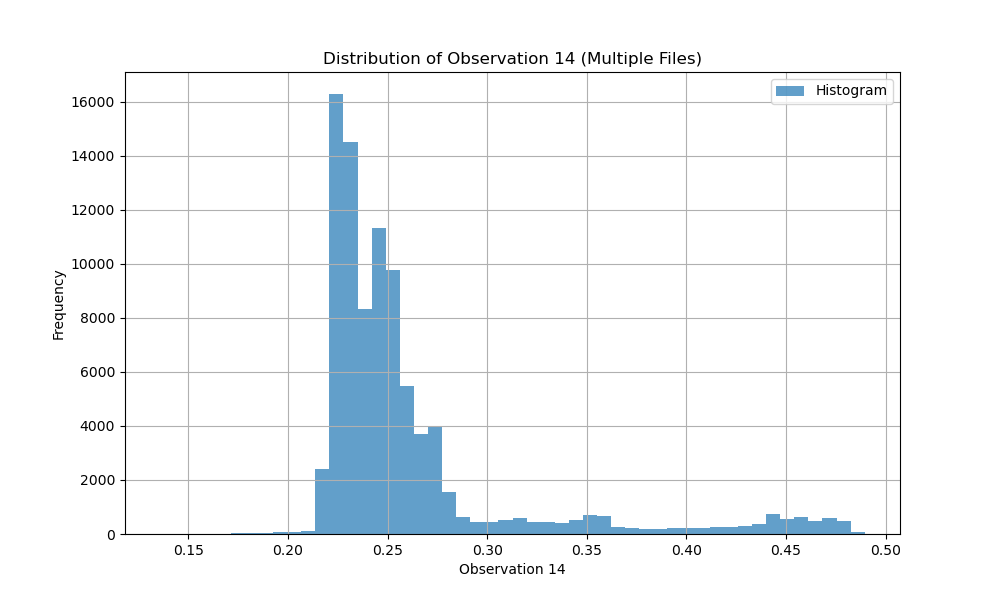 Distribution of Observation 14 (Multiple Files)
Histogram
16000
14000
12000
10000
8000
6000
4000
2000
0
Frequency
0.15 0.20 0.25 0.30 0.35 0.40 0.45 0.50
Observation 14